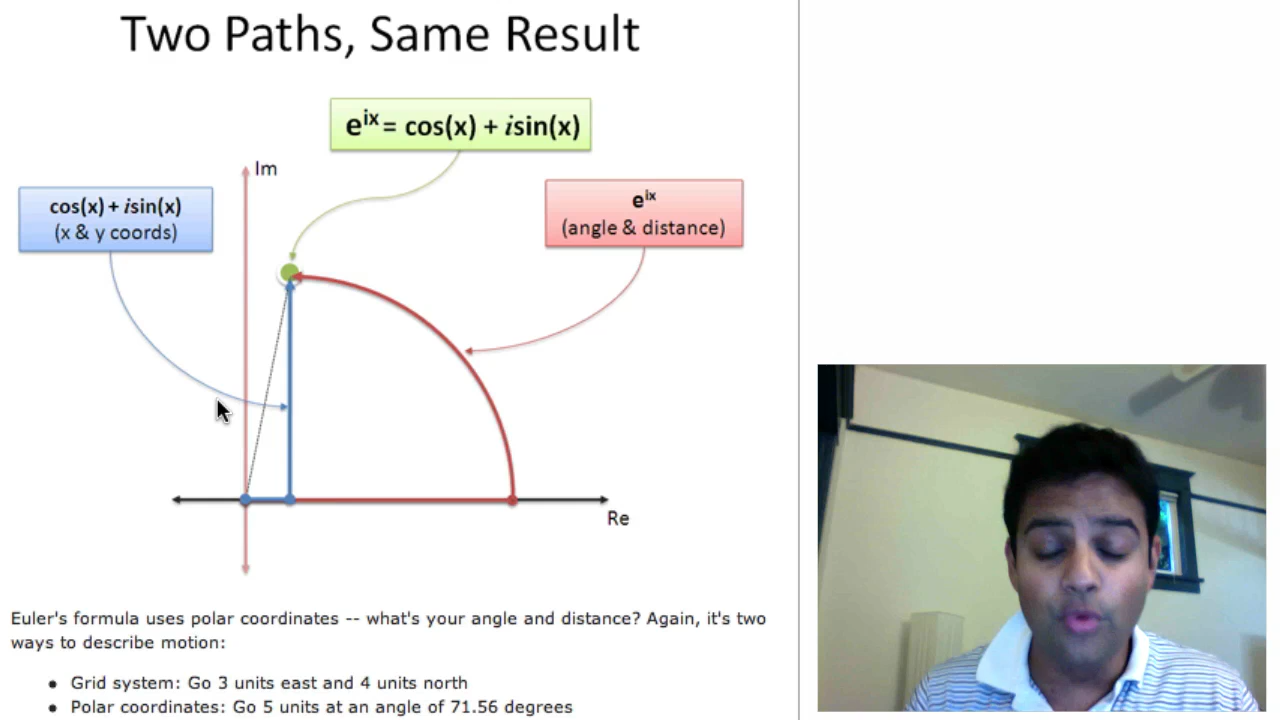 Two Paths, Same Result
e^ix = cos(x) + isin(x)
Im
cos(x) + isin(x)
(x & y coords)
e^ix
(angle & distance)
Re
Euler's formula uses polar coordinates -- what's your angle and distance? Again, it's two
ways to describe motion:
• Grid system: Go 3 units east and 4 units north
• Polar coordinates: Go 5 units at an angle of 71.56 degrees